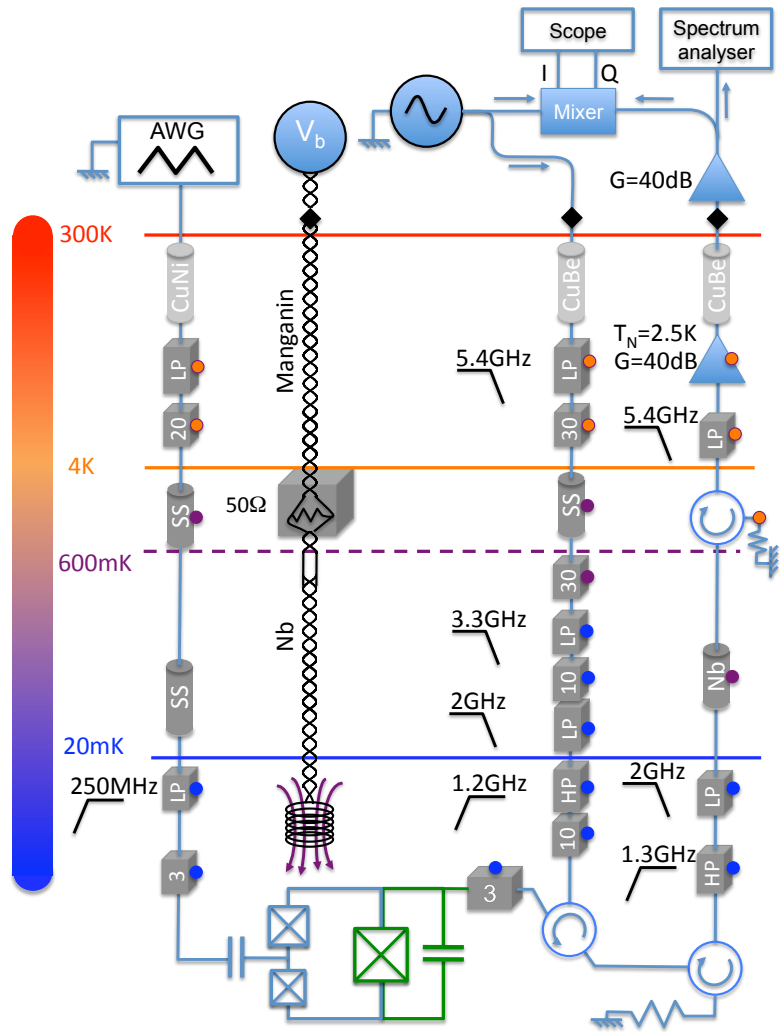 Scope
Spectrum
analyser
I
Q
AWG
V_b
Mixer
G=40dB
300K
CuNi
Manganin
CuBe
CuBe
T_N=2.5K
G=40dB
5.4GHz
LP
LP
20
30
5.4GHz
LP
4K
50Ω
SS
SS
600mK
30
3.3GHz
LP
Nb
10
Nb
SS
2GHz
LP
20mK
250MHz
LP
1.2GHz
HP
2GHz
LP
10
3
3
1.3GHz
HP